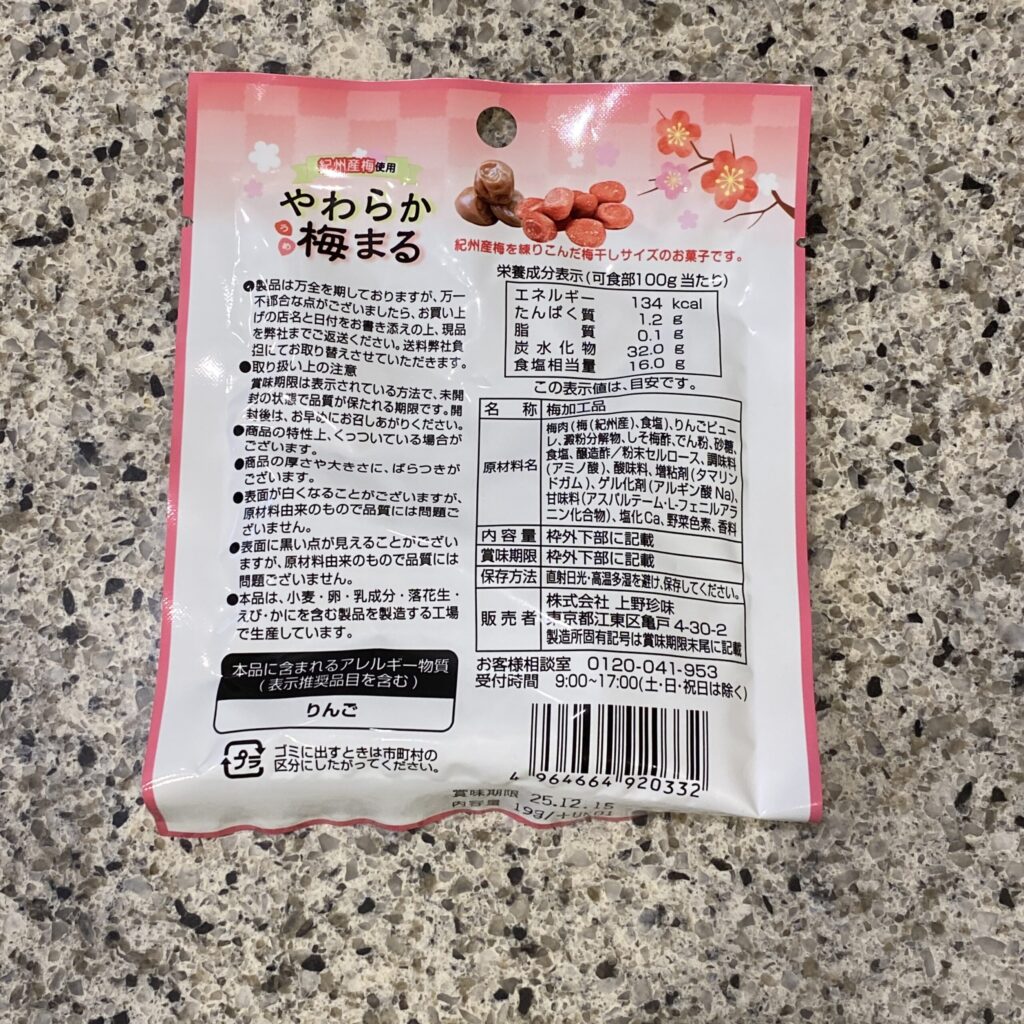 紀州産梅使用
やわらか
梅まる
うめ
紀州産梅を練りこんだ梅干しサイズのお菓子です。
●製品は万全を期しておりますが、万一
不都合な点がございましたら、お買い上
げの店名と日付をお書き添えの上、現品
を弊社までご返送ください。送料弊社負
担にてお取り替えさせていただきます。
●取り扱い上の注意
賞味期限は表示されている方法で、未開
封の状態で品質が保たれる期限です。開
封後は、お早めにお召しあがりください。
●商品の特性上、くっついている場合が
ございます。
●商品の厚さや大きさに、ばらつきが
ございます。
●表面が白くなることがございますが、
原材料由来のもので品質には問題ご
ざいません。
●表面に黒い点が見えることがござい
ますが、原材料由来のもので品質には
問題ございません。
●本品は、小麦・卵・乳成分・落花生・
えび・かにを含む製品を製造する工場
で生産しています。
本品に含まれるアレルギー物質
(表示推奨品目を含む)
りんご
プラ
ゴミに出すときは市町村の
区分にしたがってください。
栄養成分表示(可食部100g当たり)
エネルギー 134 kcal
たんぱく質 1.2 g
脂質 0.1 g
炭水化物 32.0 g
食塩相当量 16.0 g
この表示値は、目安です。
名称 梅加工品
原材料名 梅肉(梅(紀州産)、食塩)、りんごピュー
レ、澱粉分解物、しそ梅酢、でん粉、砂糖、
食塩、醸造酢/粉末セルロース、調味料
(アミノ酸)、酸味料、増粘剤(タマリン
ドガム)、ゲル化剤(アルギン酸Na)、
甘味料(アスパルテーム・L-フェニルアラ
ニン化合物)、塩化Ca、野菜色素、香料
内容量 枠外下部に記載
賞味期限 枠外下部に記載
保存方法 直射日光・高温多湿を避け、保存してください。
販売者 株式会社 上野珍味
東京都江東区亀戸4-30-2
製造所固有記号は賞味期限末尾に記載
お客様相談室 0120-041-953
受付時間 9:00~17:00(土・日・祝日は除く)
4 964664 920332
賞味期限 25.12.15
内容量 19g